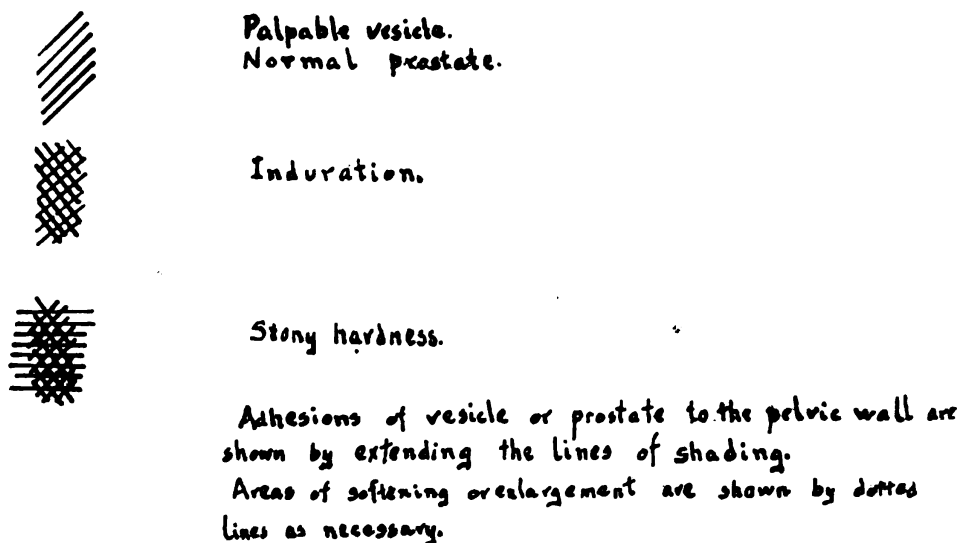 Palpable vesicle.
Normal prostate.
Induration.
Stony hardness.
Adhesions of vesicle or prostate to the pelvic wall are
shown by extending the lines of shading.
Areas of softening or enlargement are shown by dotted
lines as necessary.